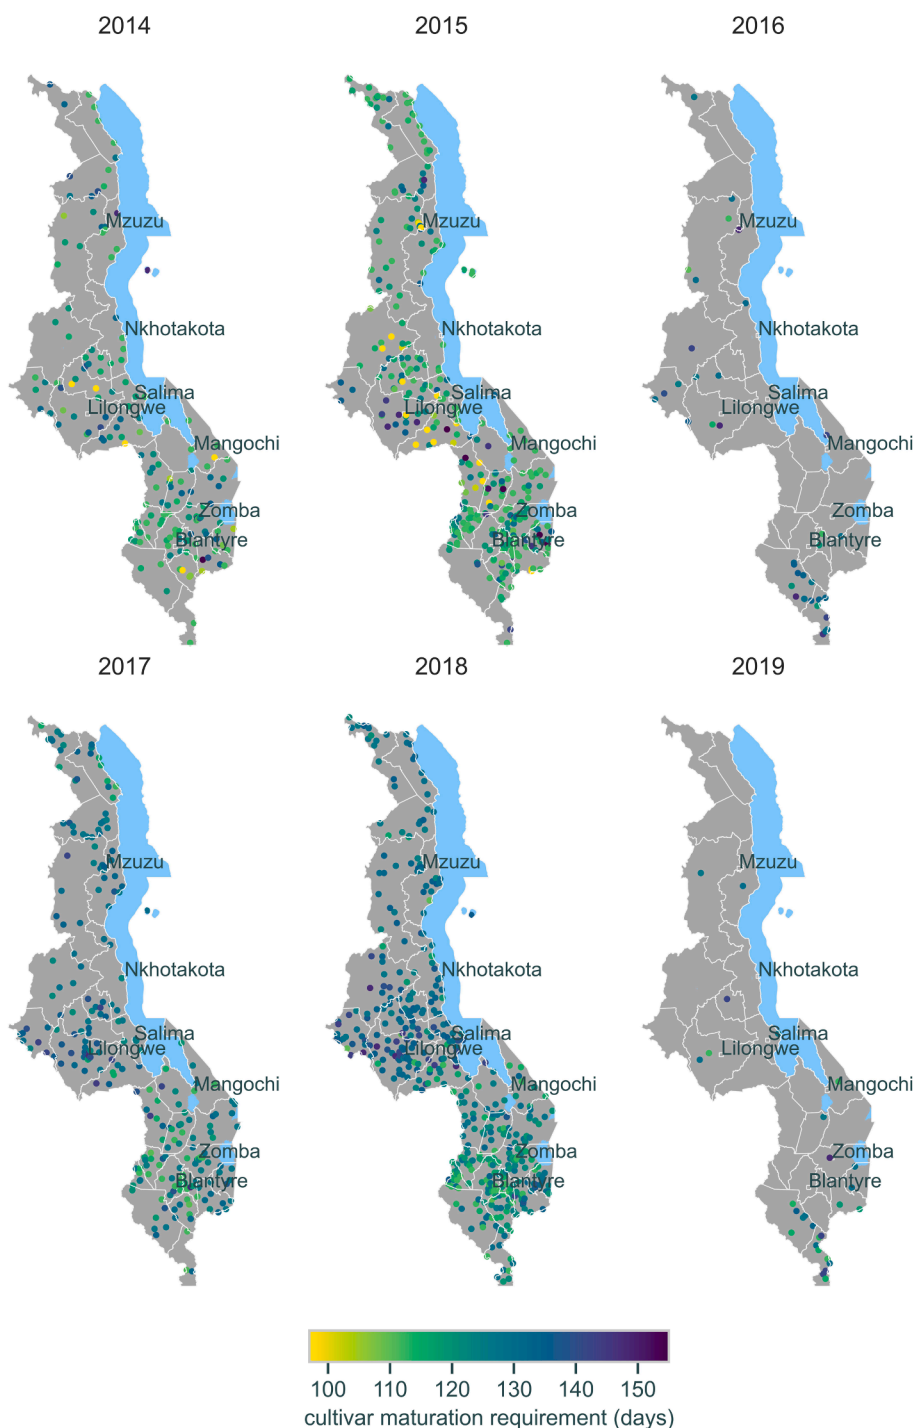 2014 2015 2016
Mzuzu Mzuzu Mzuzu
Nkhotakota Nkhotakota Nkhotakota
Salima Salima Salima
Lilongwe Lilongwe Lilongwe
Mangochi Mangochi Mangochi
Zomba Zomba Zomba
Blantyre Blantyre Blantyre
2017 2018 2019
Mzuzu Mzuzu Mzuzu
Nkhotakota Nkhotakota Nkhotakota
Salima Salima Salima
Lilongwe Lilongwe Lilongwe
Mangochi Mangochi Mangochi
Zomba Zomba Zomba
Blantyre Blantyre Blantyre
100 110 120 130 140 150
cultivar maturation requirement (days)